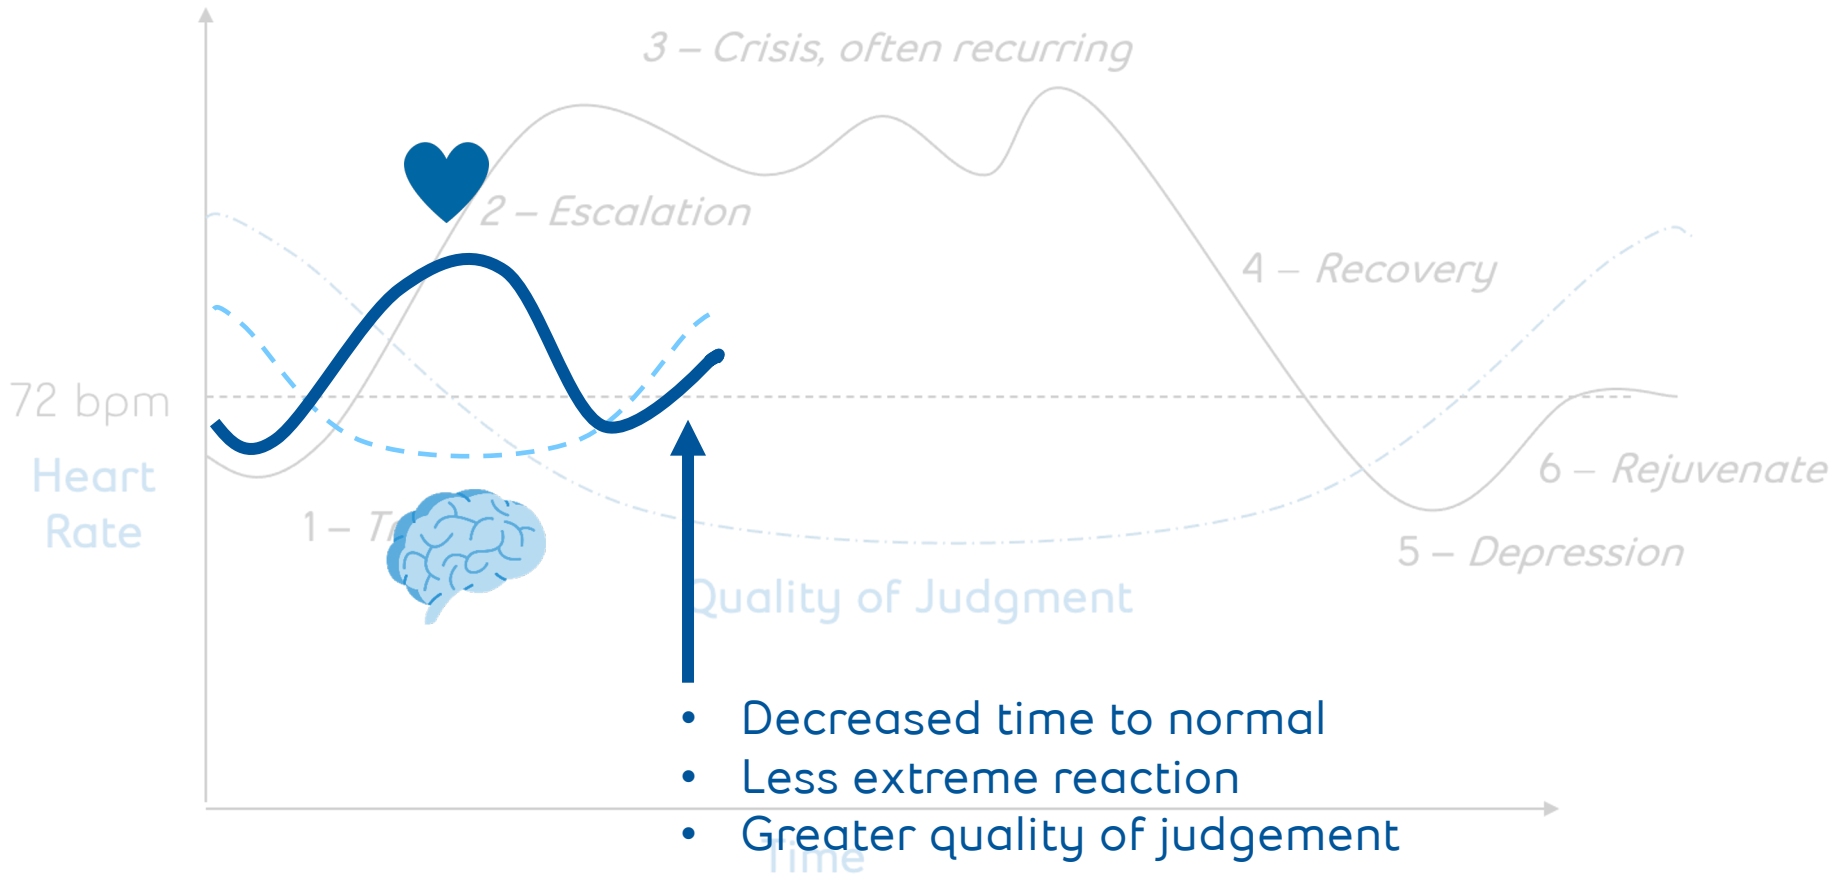 3 – Crisis, often recurring
2 – Escalation
4 – Recovery
72 bpm
Heart
Rate
6 – Rejuvenate
1 –
5 – Depression
Quality of Judgment
• Decreased time to normal
• Less extreme reaction
• Greater quality of judgement
Time